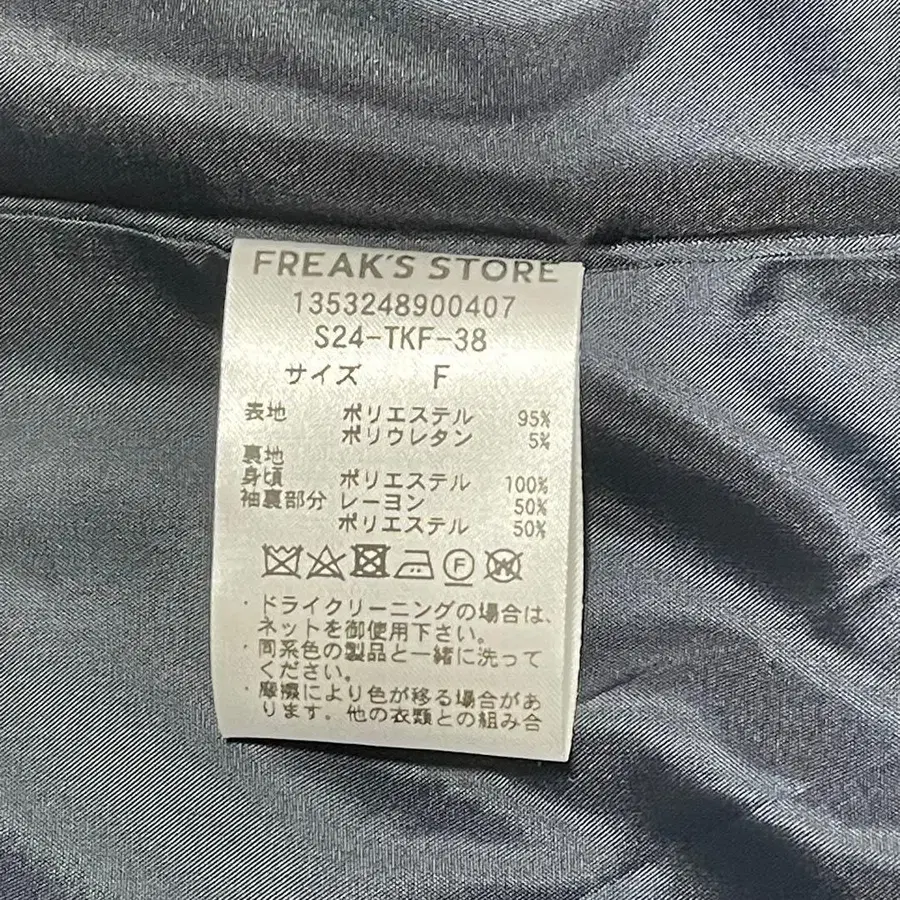 FREAK'S STORE
1353248900407
S24-TKF-38
サイズ F
表地 ポリエステル 95%
ポリウレタン 5%
裏地
身頃 ポリエステル 100%
袖裏部分 レーヨン 50%
ポリエステル 50%
F W
・ドライクリーニングの場合は、
ネットを御使用下さい。
・同系色の製品と一緒に洗って
ください。
・摩擦により色が移る場合があ
ります。他の衣類との組み合